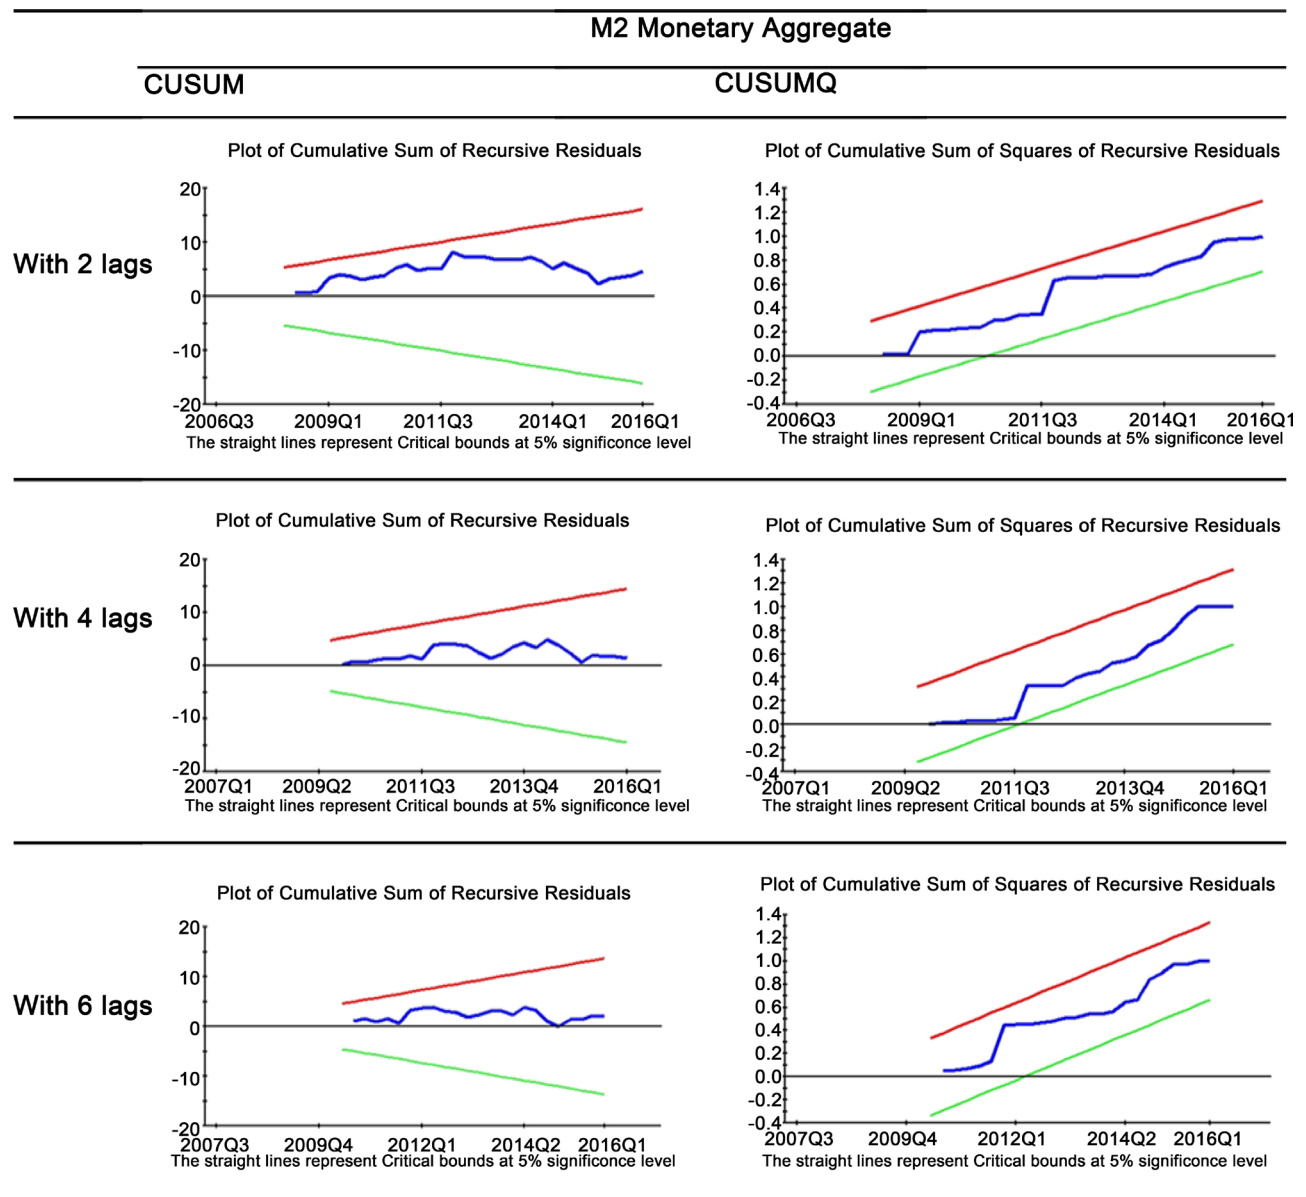 M2 Monetary Aggregate
CUSUM
CUSUMQ
With 2 lags
Plot of Cumulative Sum of Recursive Residuals
20
10
0
-10
-20
2006Q3 2009Q1 2011Q3 2014Q1 2016Q1
The straight lines represent Critical bounds at 5% significonce level
Plot of Cumulative Sum of Squares of Recursive Residuals
1.4
1.2
1.0
0.8
0.6
0.4
0.2
0.0
-0.2
-0.4
2006Q3 2009Q1 2011Q3 2014Q1 2016Q1
The straight lines represent Critical bounds at 5% significonce level
With 4 lags
Plot of Cumulative Sum of Recursive Residuals
20
10
0
-10
-20
2007Q1 2009Q2 2011Q3 2013Q4 2016Q1
The straight lines represent Critical bounds at 5% significonce level
Plot of Cumulative Sum of Squares of Recursive Residuals
1.4
1.2
1.0
0.8
0.6
0.4
0.2
0.0
-0.2
-0.4
2007Q1 2009Q2 2011Q3 2013Q4 2016Q1
The straight lines represent Critical bounds at 5% significonce level
With 6 lags
Plot of Cumulative Sum of Recursive Residuals
20
10
0
-10
-20
2007Q3 2009Q4 2012Q1 2014Q2 2016Q1
The straight lines represent Critical bounds at 5% significonce level
Plot of Cumulative Sum of Squares of Recursive Residuals
1.4
1.2
1.0
0.8
0.6
0.4
0.2
0.0
-0.2
-0.4
2007Q3 2009Q4 2012Q1 2014Q2 2016Q1
The straight lines represent Critical bounds at 5% significonce level